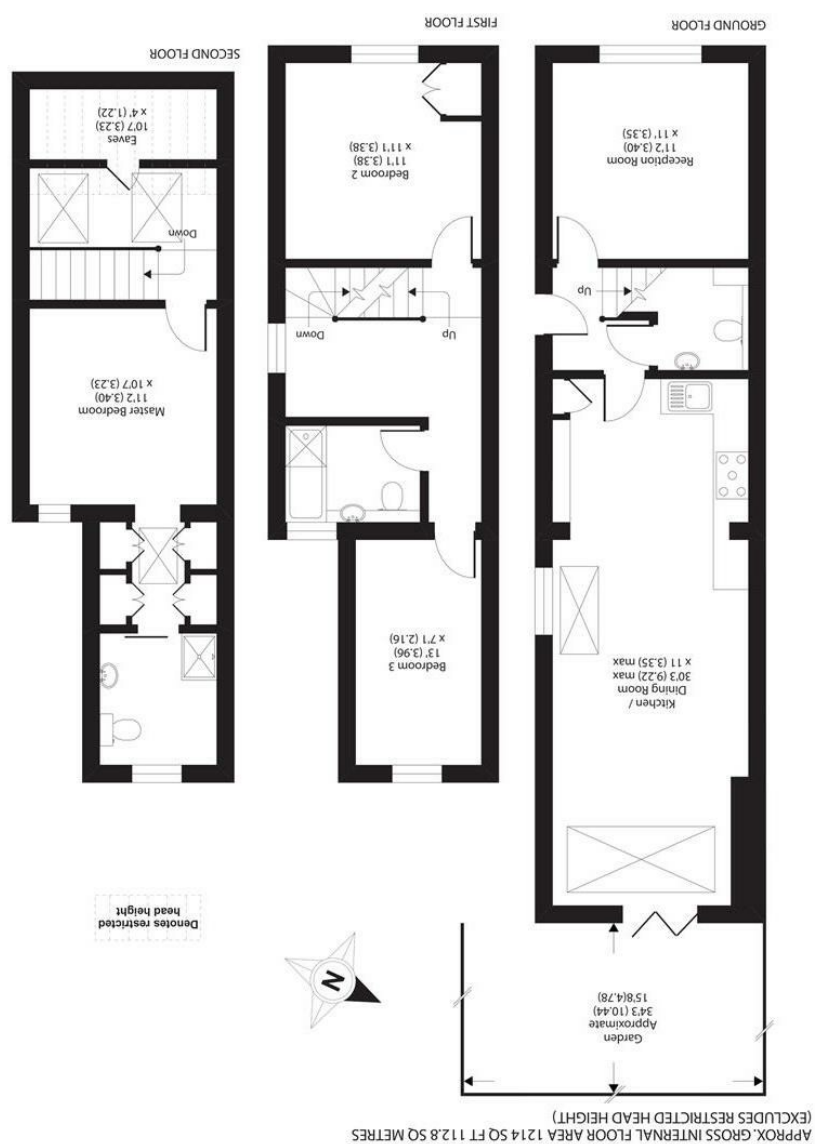 APPROX. GROSS INTERNAL FLOOR AREA 1214 SQ FT 112.8 SQ METRES
(EXCLUDES RESTRICTED HEAD HEIGHT)
Garden
Approximate
34'3 (10.44)
15'8(4.78)
N
Denotes restricted
head height
Kitchen /
Dining Room
30'3 (9.22) max
x 11 (3.35) max
Up
Reception Room
11'2 (3.40)
x 11' (3.35)
GROUND FLOOR
Bedroom 3
13' (3.96)
x 7'1 (2.16)
Up
Down
Bedroom 2
11'1 (3.38)
x 11'1 (3.38)
FIRST FLOOR
Master Bedroom
11'2 (3.40)
x 10'7 (3.23)
Down
Eaves
10'7 (3.23)
x 4' (1.22)
SECOND FLOOR